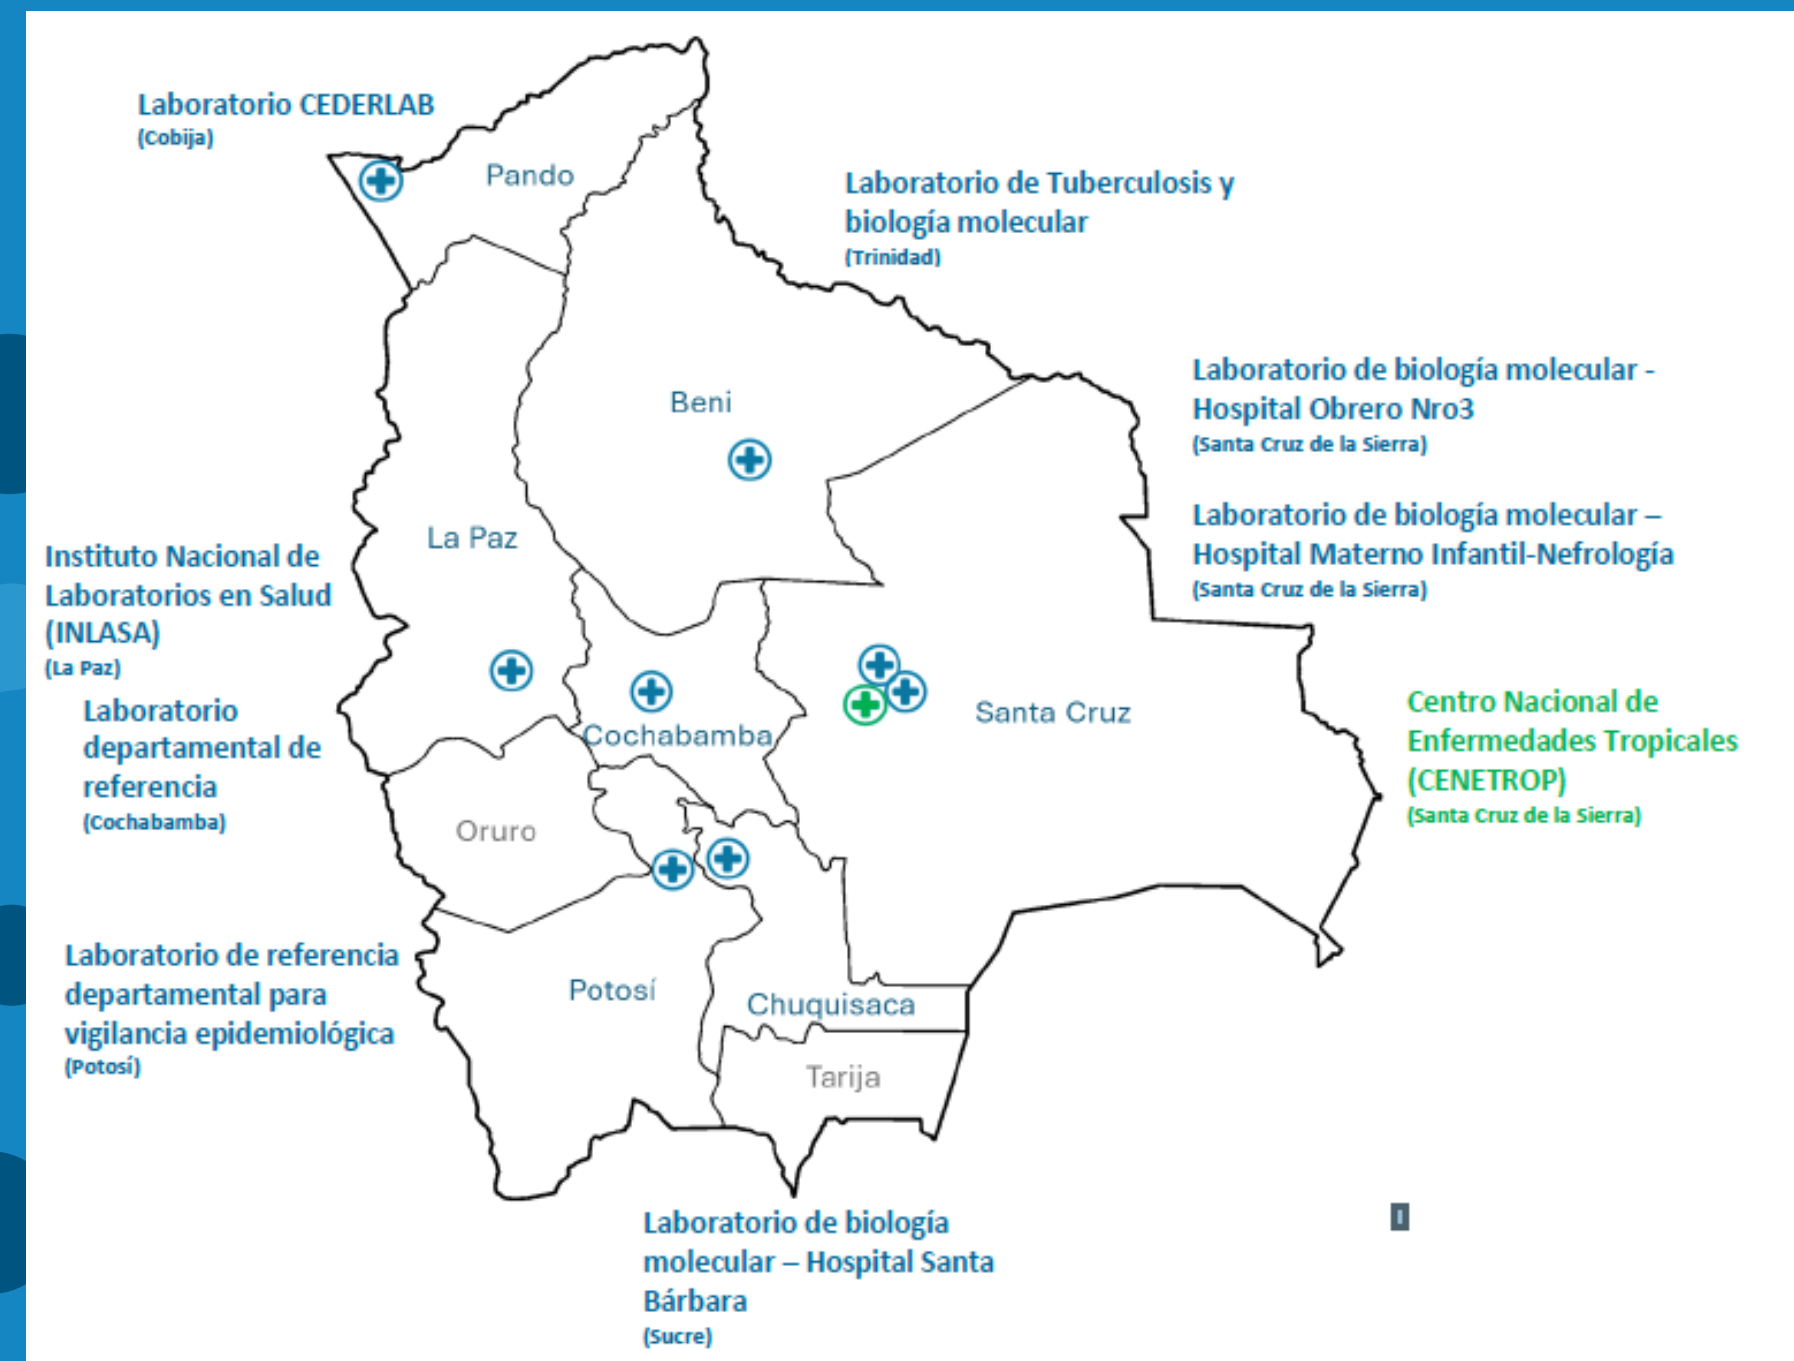 Laboratorio CEDERLAB
(Cobija)
Pando
Laboratorio de Tuberculosis y
biología molecular
(Trinidad)
Beni
Laboratorio de biología molecular -
Hospital Obrero Nro3
(Santa Cruz de la Sierra)
Laboratorio de biología molecular –
Hospital Materno Infantil-Nefrología
(Santa Cruz de la Sierra)
La Paz
Instituto Nacional de
Laboratorios en Salud
(INLASA)
(La Paz)
Laboratorio
departamental de
referencia
(Cochabamba)
Cochabamba
Santa Cruz
Centro Nacional de
Enfermedades Tropicales
(CENETROP)
(Santa Cruz de la Sierra)
Oruro
Laboratorio de referencia
departamental para
vigilancia epidemiológica
(Potosí)
Potosí
Chuquisaca
Tarija
Laboratorio de biología
molecular – Hospital Santa
Bárbara
(Sucre)